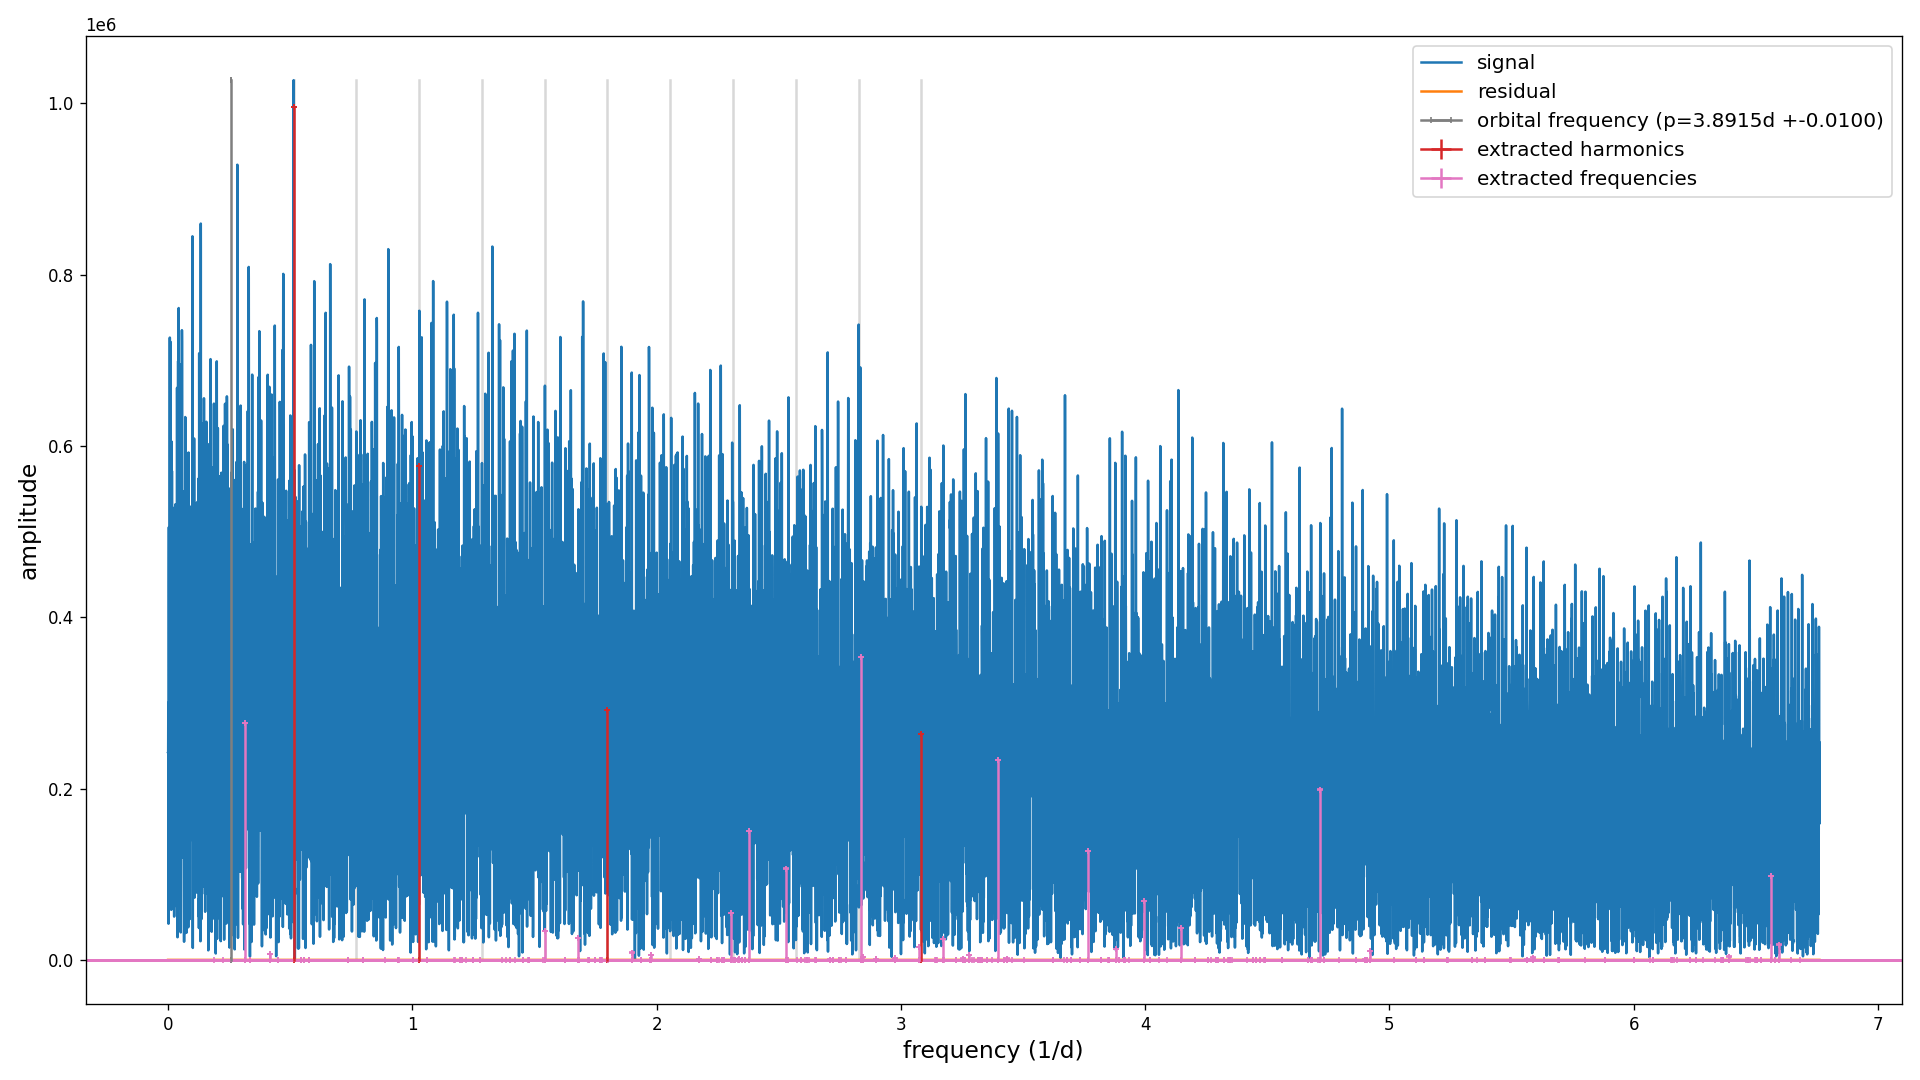 1e6
signal
residual
orbital frequency (p=3.8915d +-0.0100)
extracted harmonics
extracted frequencies
1.0
0.8
0.6
0.4
0.2
0.0
amplitude
0 1 2 3 4 5 6 7
frequency (1/d)